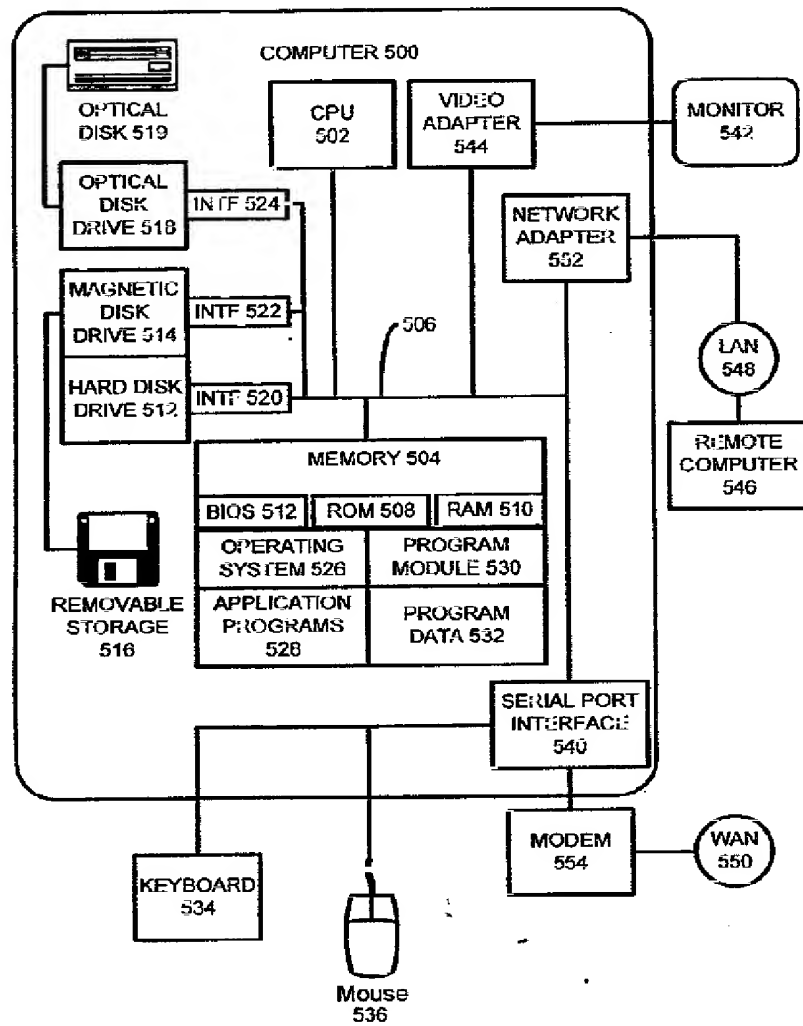 COMPUTER 500
OPTICAL
DISK 519
CPU
502
VIDEO
ADAPTER
544
MONITOR
542
OPTICAL
DISK
DRIVE 518
INTF 524
NETWORK
ADAPTER
552
MAGNETIC
DISK
DRIVE 514
INTF 522
506
LAN
548
HARD DISK
DRIVE 512
INTF 520
REMOTE
COMPUTER
546
MEMORY 504
BIOS 512
ROM 508
RAM 510
OPERATING
SYSTEM 526
PROGRAM
MODULE 530
REMOVABLE
STORAGE
516
APPLICATION
PROGRAMS
528
PROGRAM
DATA 532
SERIAL PORT
INTERFACE
540
MODEM
554
WAN
550
KEYBOARD
534
Mouse
536